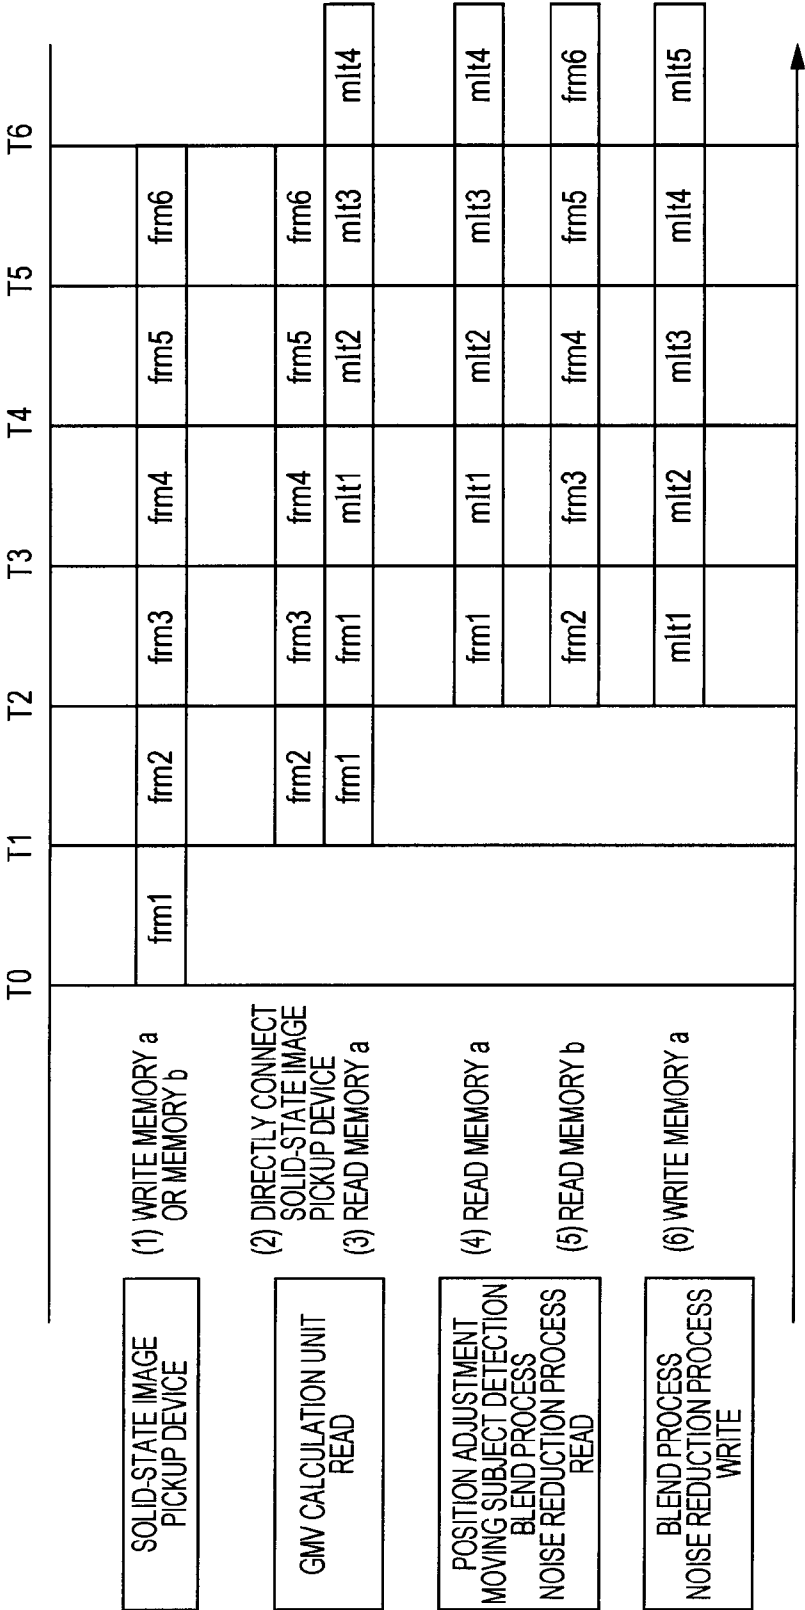 T0 T1 T2 T3 T4 T5 T6
SOLID-STATE IMAGE
PICKUP DEVICE
(1) WRITE MEMORY a
OR MEMORY b
frm1 frm2 frm3 frm4 frm5 frm6
GMV CALCULATION UNIT
READ
(2) DIRECTLY CONNECT
SOLID-STATE IMAGE
PICKUP DEVICE
frm2 frm3 frm4 frm5 frm6
(3) READ MEMORY a
frm1 frm1 mlt1 mlt2 mlt3 mlt4
POSITION ADJUSTMENT
MOVING SUBJECT DETECTION
BLEND PROCESS
NOISE REDUCTION PROCESS
READ
(4) READ MEMORY a
frm1 mlt1 mlt2 mlt3 mlt4
(5) READ MEMORY b
frm2 frm3 frm4 frm5 frm6
BLEND PROCESS
NOISE REDUCTION PROCESS
WRITE
(6) WRITE MEMORY a
mlt1 mlt2 mlt3 mlt4 mlt5